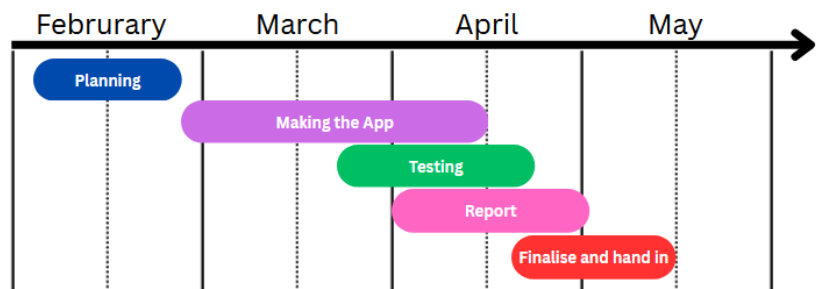 Februrary March April May
Planning
Making the App
Testing
Report
Finalise and hand in